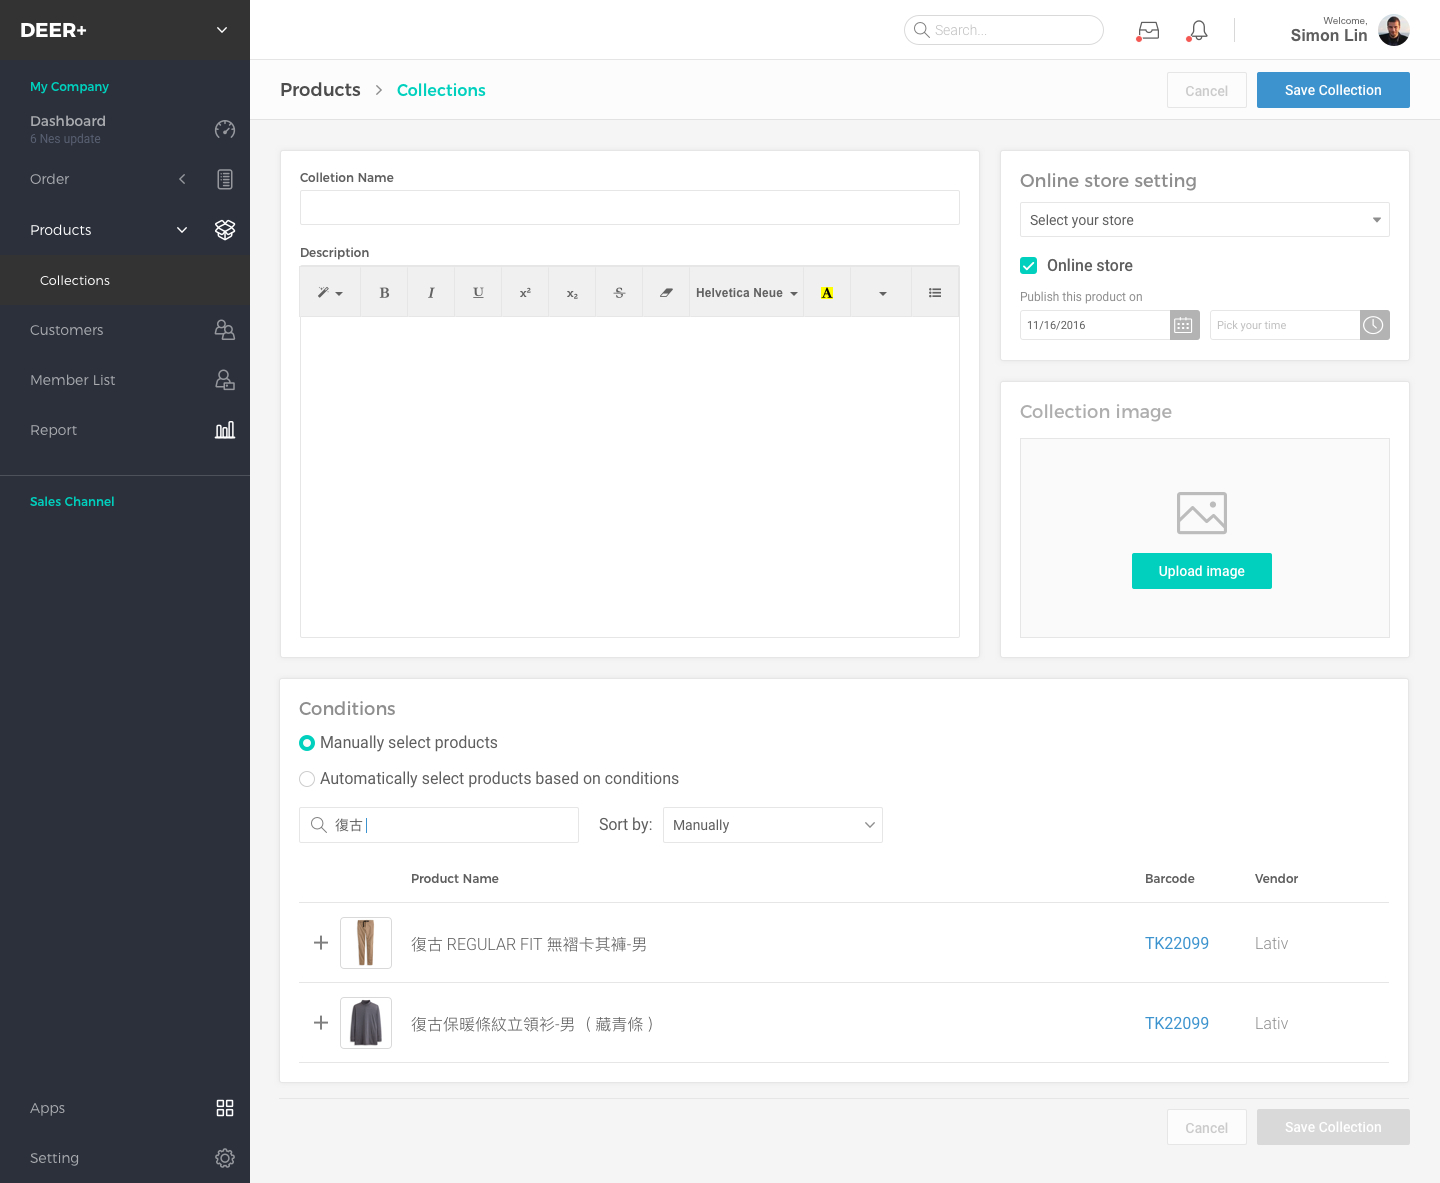 DEER+
Search...
Welcome,
Simon Lin
My Company
Dashboard
6 Nes update
Order
Products
Collections
Customers
Member List
Report
Sales Channel
Apps
Setting
Products > Collections
Cancel
Save Collection
Colletion Name
Description
B I U x² x₂ S Helvetica Neue A
Online store setting
Select your store
Online store
Publish this product on
11/16/2016
Pick your time
Collection image
Upload image
Conditions
Manually select products
Automatically select products based on conditions
復古
Sort by: Manually
Product Name Barcode Vendor
復古 REGULAR FIT 無褶卡其褲-男 TK22099 Lativ
復古保暖條紋立領衫-男（藏青條） TK22099 Lativ
Cancel
Save Collection